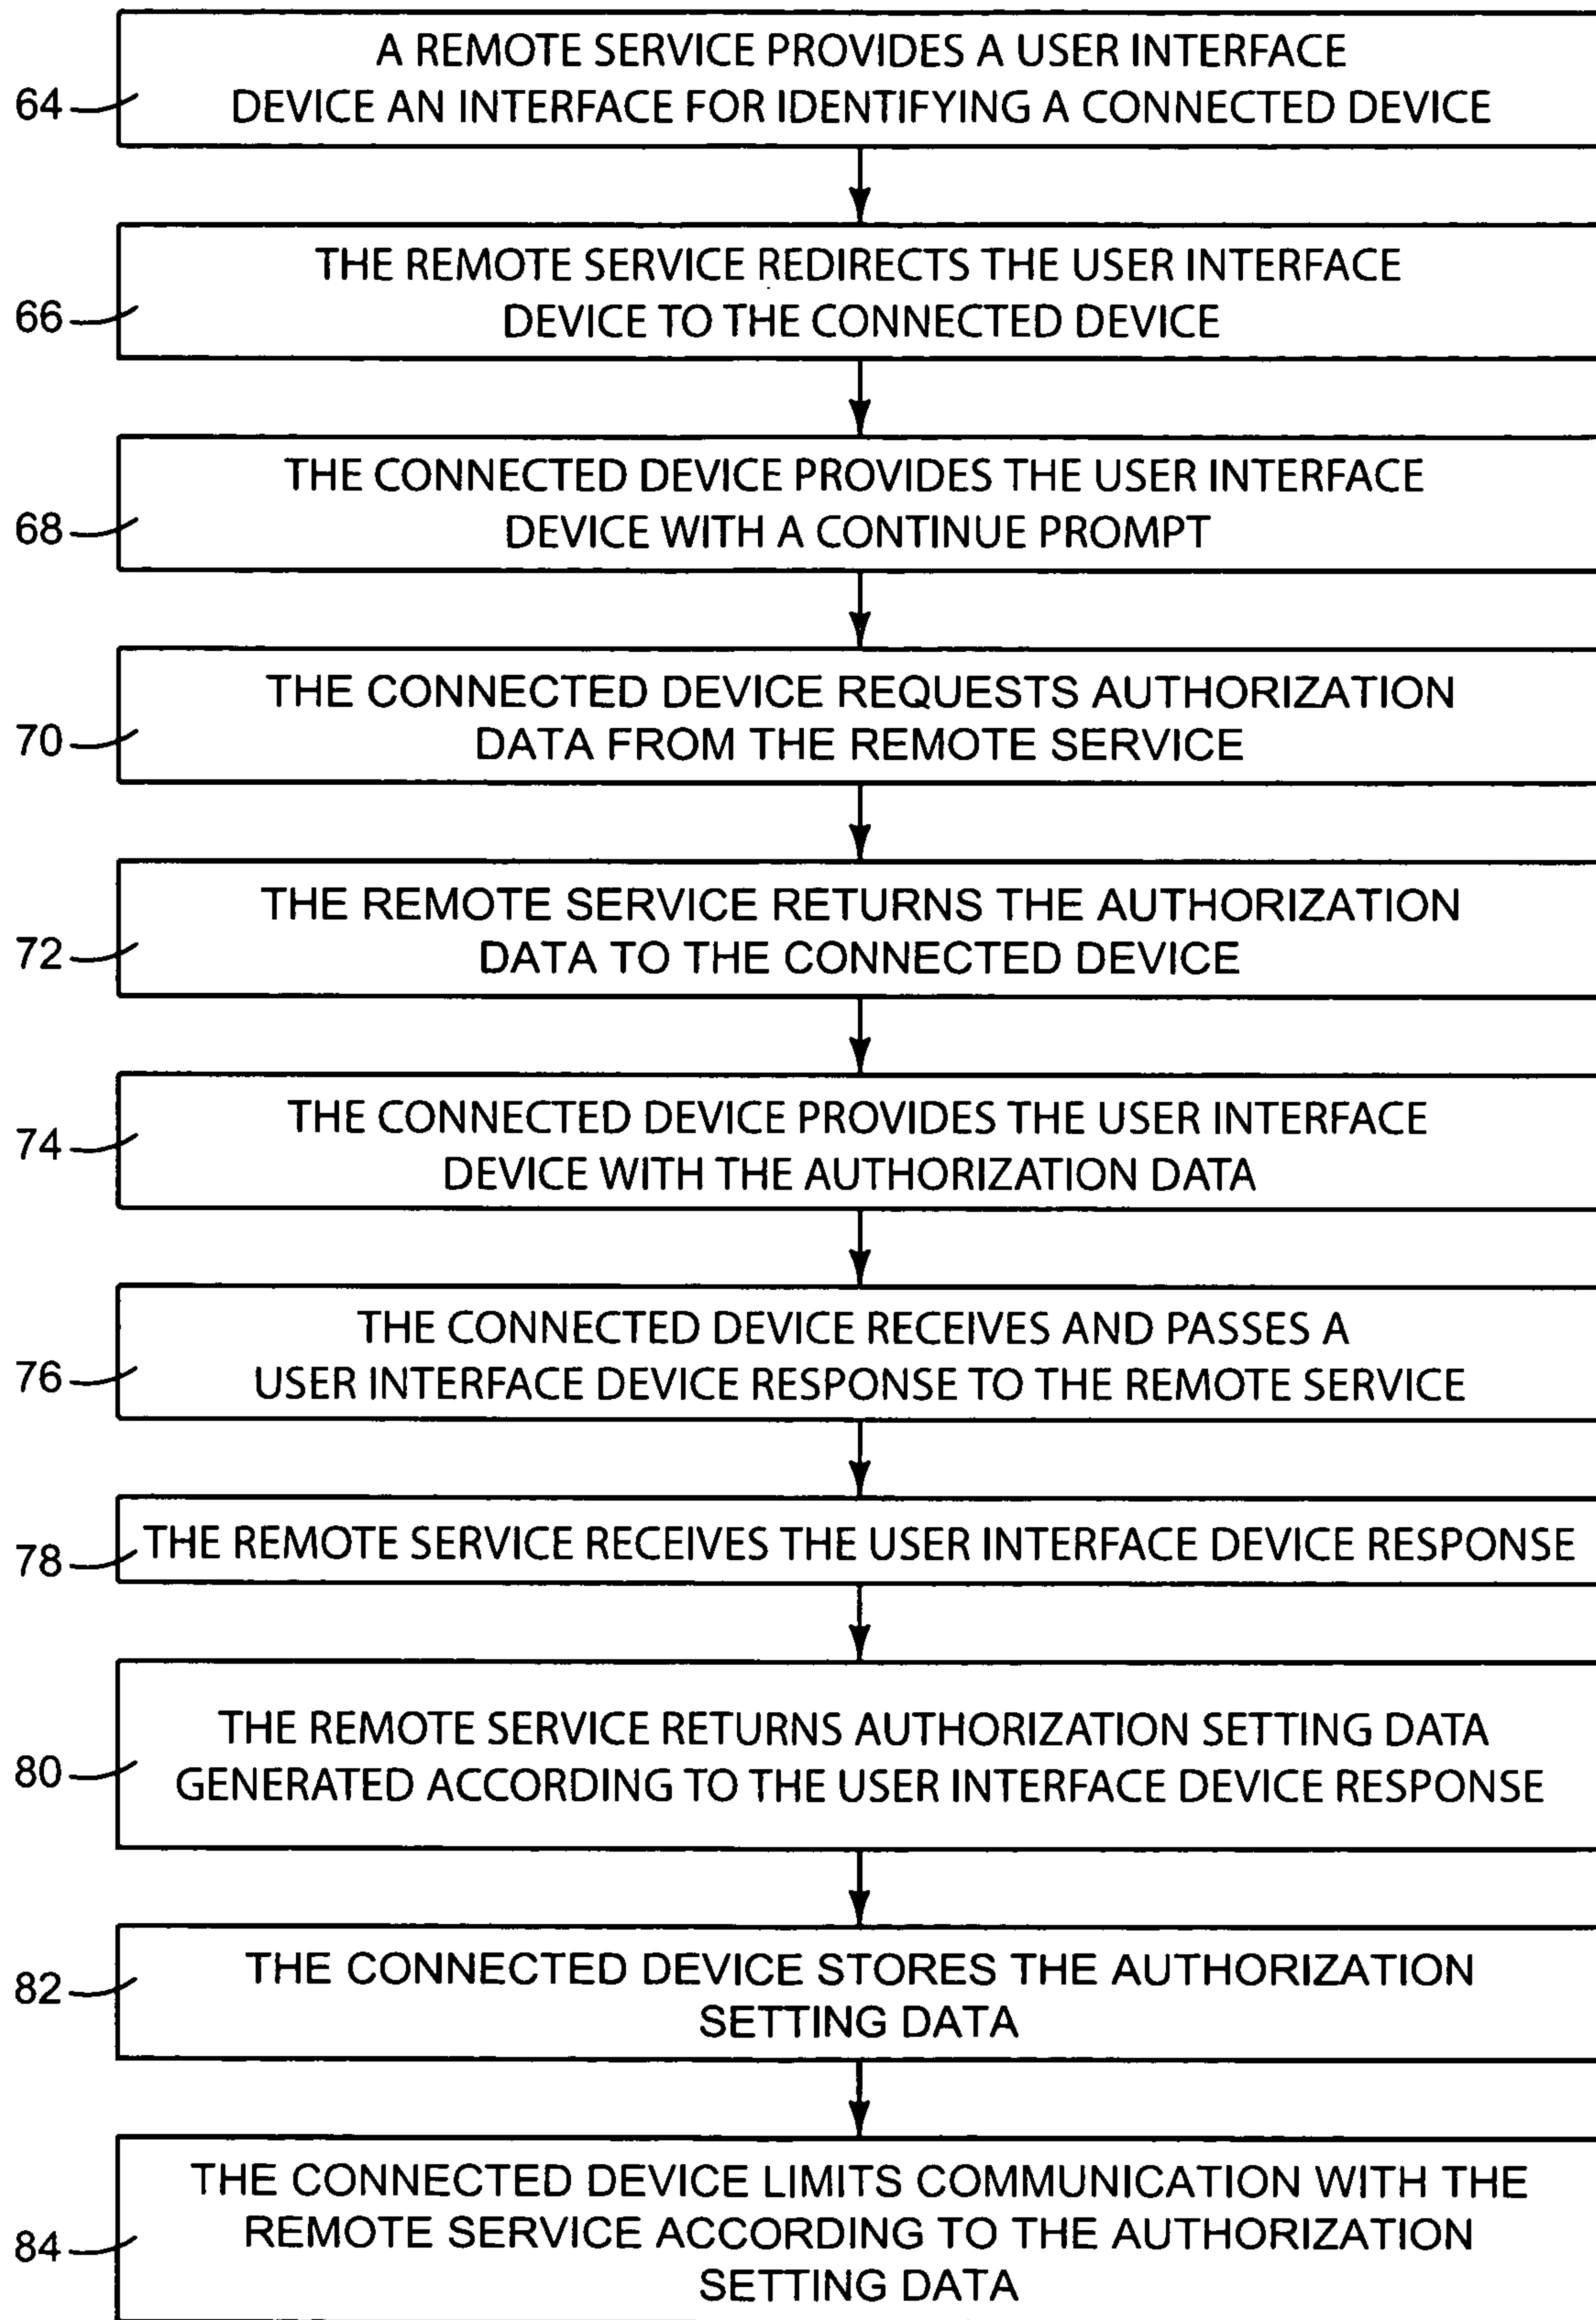 A REMOTE SERVICE PROVIDES A USER INTERFACE
64
DEVICE AN INTERFACE FOR IDENTIFYING A CONNECTED DEVICE
THE REMOTE SERVICE REDIRECTS THE USER INTERFACE
66
DEVICE TO THE CONNECTED DEVICE
THE CONNECTED DEVICE PROVIDES THE USER INTERFACE
68
DEVICE WITH A CONTINUE PROMPT
THE CONNECTED DEVICE REQUESTS AUTHORIZATION
70
DATA FROM THE REMOTE SERVICE
THE REMOTE SERVICE RETURNS THE AUTHORIZATION
72
DATA TO THE CONNECTED DEVICE
THE CONNECTED DEVICE PROVIDES THE USER INTERFACE
74
DEVICE WITH THE AUTHORIZATION DATA
THE CONNECTED DEVICE RECEIVES AND PASSES A
76
USER INTERFACE DEVICE RESPONSE TO THE REMOTE SERVICE
78
THE REMOTE SERVICE RECEIVES THE USER INTERFACE DEVICE RESPONSE
THE REMOTE SERVICE RETURNS AUTHORIZATION SETTING DATA
80
GENERATED ACCORDING TO THE USER INTERFACE DEVICE RESPONSE
THE CONNECTED DEVICE STORES THE AUTHORIZATION
82
SETTING DATA
THE CONNECTED DEVICE LIMITS COMMUNICATION WITH THE
84
REMOTE SERVICE ACCORDING TO THE AUTHORIZATION
SETTING DATA